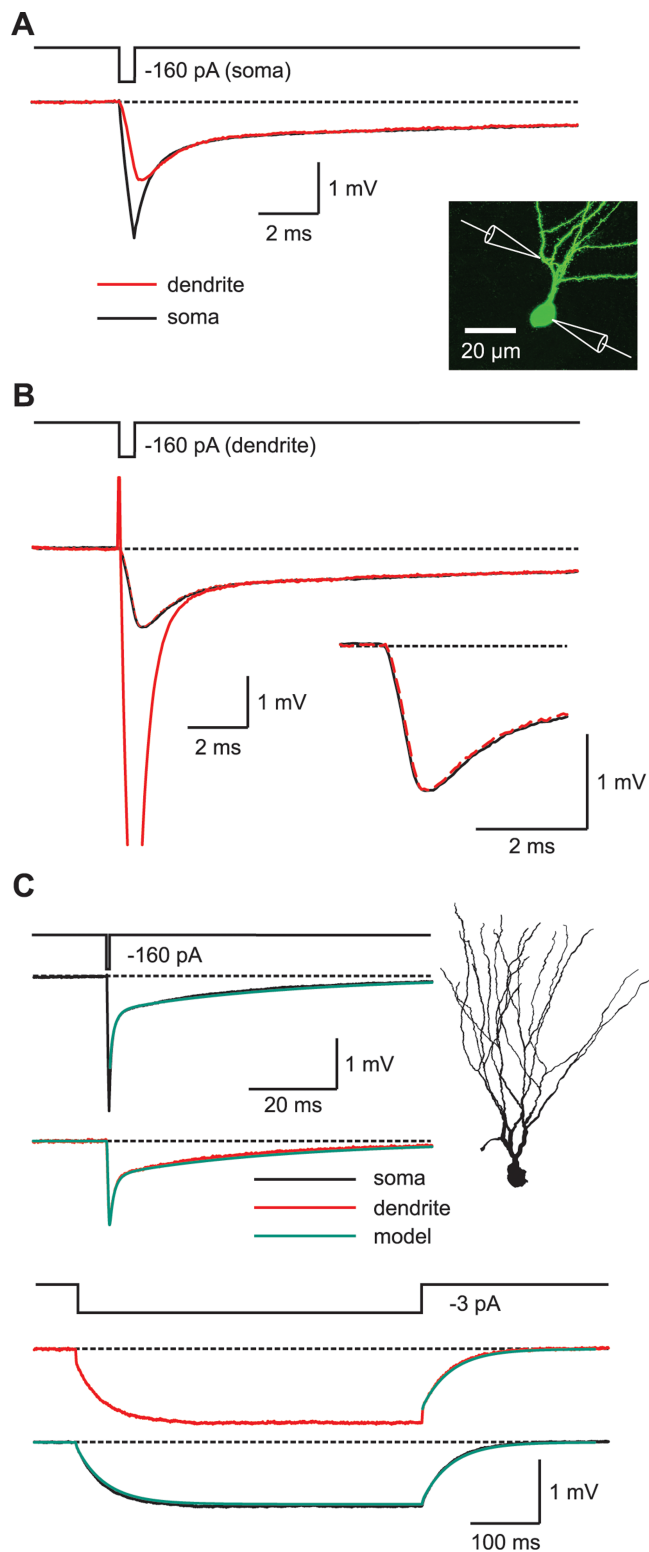 A
-160 pA (soma)
1 mV
2 ms
dendrite
soma
20 µm
B
-160 pA (dendrite)
1 mV
2 ms
1 mV
2 ms
C
-160 pA
1 mV
20 ms
soma
dendrite
model
-3 pA
1 mV
100 ms